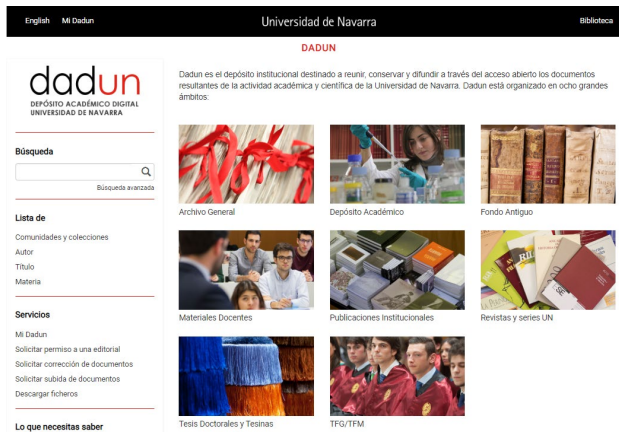 English Mi Dadun Universidad de Navarra Biblioteca
DADUN
dadun
DEPÓSITO ACADÉMICO DIGITAL
UNIVERSIDAD DE NAVARRA
Búsqueda
Búsqueda avanzada
Lista de
Comunidades y colecciones
Autor
Título
Materia
Servicios
Mi Dadun
Solicitar permiso a una editorial
Solicitar corrección de documentos
Solicitar subida de documentos
Descargar ficheros
Lo que necesitas saber
Dadun es el depósito institucional destinado a reunir, conservar y difundir a través del acceso abierto los documentos
resultantes de la actividad académica y científica de la Universidad de Navarra. Dadun está organizado en ocho grandes
ámbitos:
Archivo General
Depósito Académico
Fondo Antiguo
Materiales Docentes
Publicaciones Institucionales
Revistas y series UN
Tesis Doctorales y Tesinas
TFG/TFM